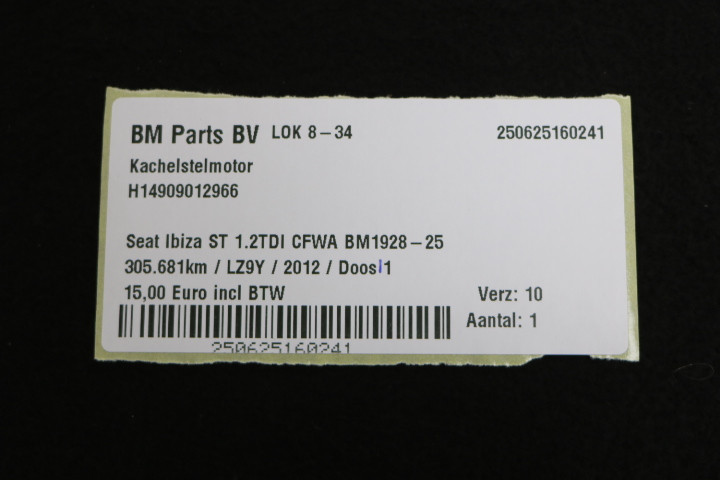 BM Parts BV LOK 8-34 250625160241
Kachelstelmotor
H14909012966
Seat Ibiza ST 1.2TDI CFWA BM1928-25
305.681km / LZ9Y / 2012 / Doos 1
15,00 Euro incl BTW Verz: 10
Aantal: 1
250625160241